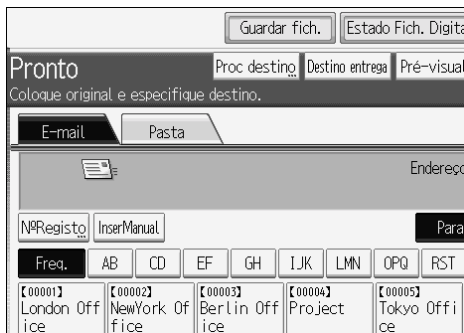 Guardar fich. Estado Fich. Digita
Pronto Proc destino Destino entrega Pré-visual
Coloque original e especifique destino.
E-mail Pasta
Endereço
NºRegisto InserManual Para
Freq. AB CD EF GH IJK LMN OPQ RST
【00001】 【00002】 【00003】 【00004】 【00005】
London Off NewYork Of Berlin Off Project Tokyo Offi
ice fice ice ce